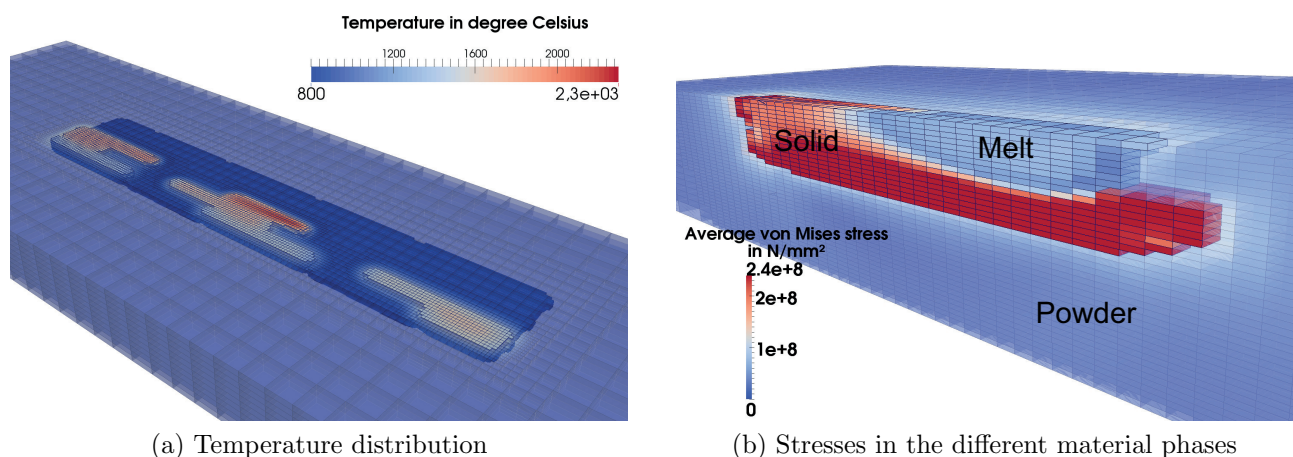 Temperature in degree Celsius
1200 1600 2000
800 2,3e+03
Solid Melt
Average von Mises stress
in N/mm²
2.4e+8
2e+8
1e+8
0
Powder
(a) Temperature distribution
(b) Stresses in the different material phases